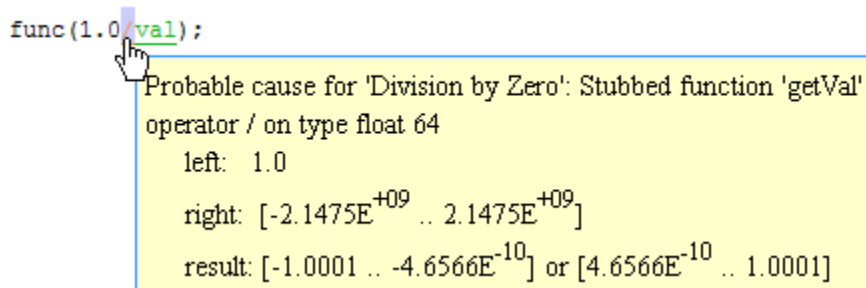 func(1.0/val);
Probable cause for 'Division by Zero': Stubbed function 'getVal'
operator / on type float 64
left: 1.0
right: [-2.1475E+09 .. 2.1475E+09]
result: [-1.0001 .. -4.6566E-10] or [4.6566E-10 .. 1.0001]